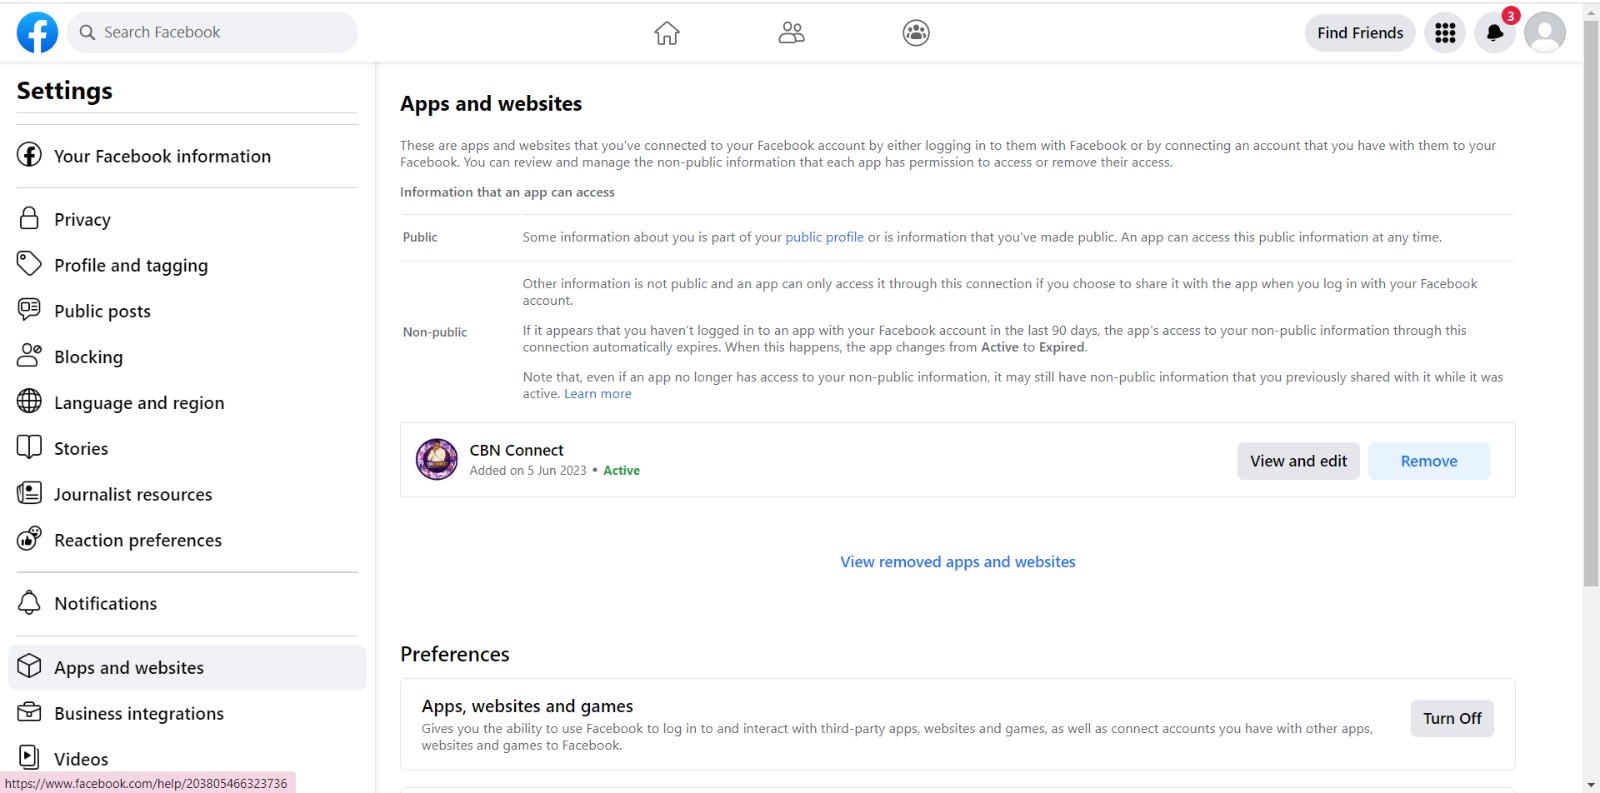 Search Facebook
Find Friends
3
Settings
Your Facebook information
Privacy
Profile and tagging
Public posts
Blocking
Language and region
Stories
Journalist resources
Reaction preferences
Notifications
Apps and websites
Business integrations
Videos
https://www.facebook.com/help/203805466323736
Apps and websites
These are apps and websites that you've connected to your Facebook account by either logging in to them with Facebook or by connecting an account that you have with them to your
Facebook. You can review and manage the non-public information that each app has permission to access or remove their access.
Information that an app can access
Public
Some information about you is part of your public profile or is information that you've made public. An app can access this public information at any time.
Non-public
Other information is not public and an app can only access it through this connection if you choose to share it with the app when you log in with your Facebook
account.
If it appears that you haven't logged in to an app with your Facebook account in the last 90 days, the app's access to your non-public information through this
connection automatically expires. When this happens, the app changes from Active to Expired.
Note that, even if an app no longer has access to your non-public information, it may still have non-public information that you previously shared with it while it was
active. Learn more
CBN Connect
Added on 5 Jun 2023 • Active
View and edit
Remove
View removed apps and websites
Preferences
Apps, websites and games
Gives you the ability to use Facebook to log in to and interact with third-party apps, websites and games, as well as connect accounts you have with other apps,
websites and games to Facebook.
Turn Off